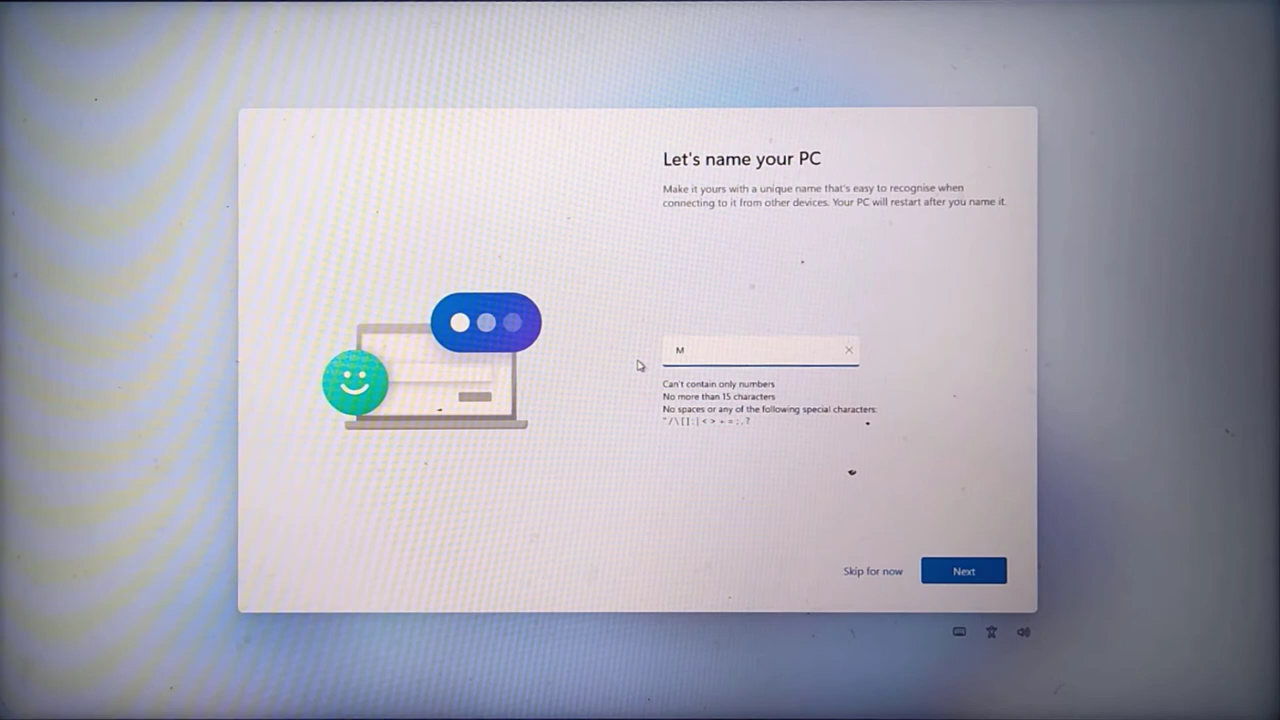 Let's name your PC
Make it yours with a unique name that's easy to recognise when
connecting to it from other devices. Your PC will restart after you name it.
M
Can't contain only numbers
No more than 15 characters
No spaces or any of the following special characters:
" / \ [ ] : | < > + = ; , ?
Skip for now
Next